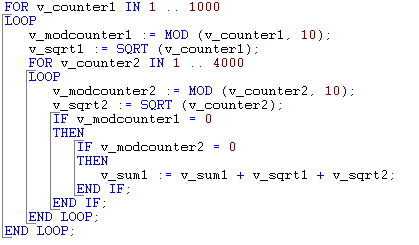 FOR v_counter1 IN 1 .. 1000
LOOP
v_modcounter1 := MOD (v_counter1, 10);
v_sqrt1 := SQRT (v_counter1);
FOR v_counter2 IN 1 .. 4000
LOOP
v_modcounter2 := MOD (v_counter2, 10);
v_sqrt2 := SQRT (v_counter2);
IF v_modcounter1 = 0
THEN
IF v_modcounter2 = 0
THEN
v_sum1 := v_sum1 + v_sqrt1 + v_sqrt2;
END IF;
END IF;
END LOOP;
END LOOP;